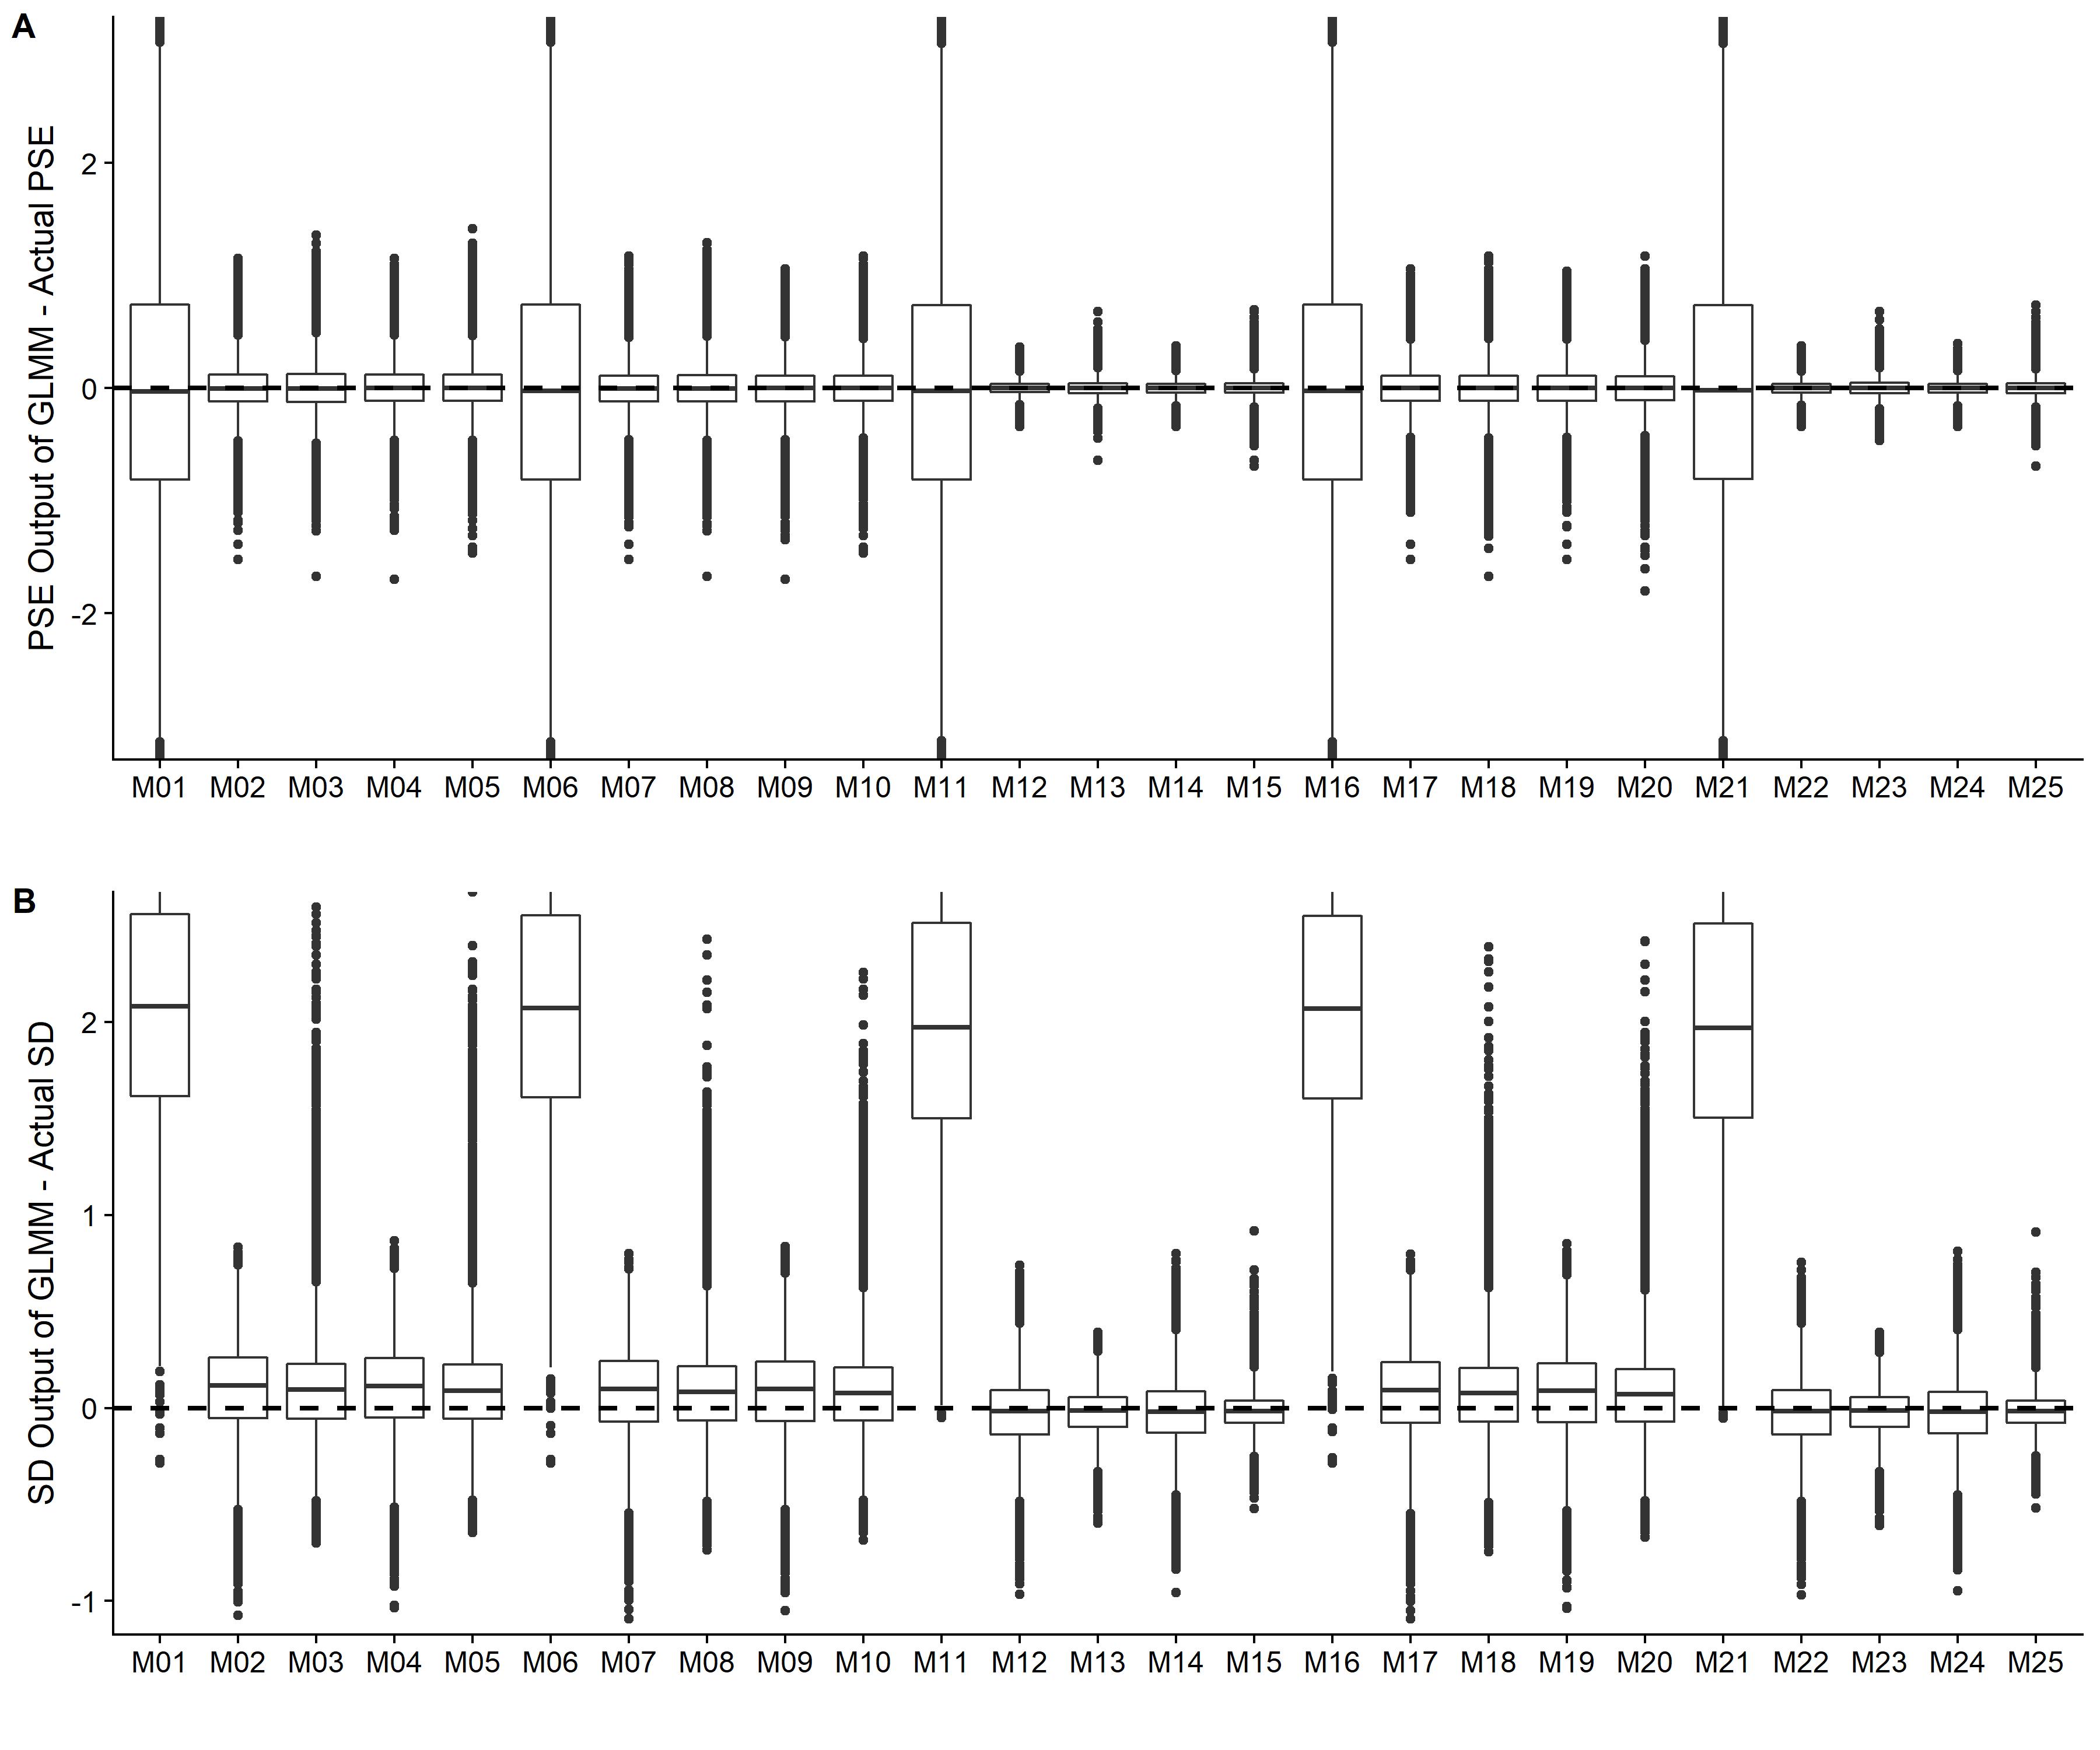 A
PSE Output of GLMM - Actual PSE
2
0
-2
M01 M02 M03 M04 M05 M06 M07 M08 M09 M10 M11 M12 M13 M14 M15 M16 M17 M18 M19 M20 M21 M22 M23 M24 M25
B
SD Output of GLMM - Actual SD
2
1
0
-1
M01 M02 M03 M04 M05 M06 M07 M08 M09 M10 M11 M12 M13 M14 M15 M16 M17 M18 M19 M20 M21 M22 M23 M24 M25